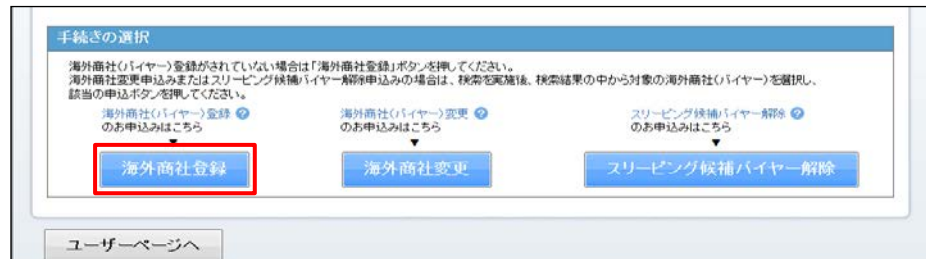 手続きの選択
海外商社(バイヤー)登録がされていない場合は「海外商社登録」ボタンを押してください。
海外商社変更申込みまたはスリーピング候補バイヤー解除申込みの場合は、検索を実施後、検索結果の中から対象の海外商社(バイヤー)を選択し、
該当の申込ボタンを押してください。
海外商社(バイヤー)登録 ?
のお申込みはこちら
▼
海外商社登録
海外商社(バイヤー)変更 ?
のお申込みはこちら
▼
海外商社変更
スリーピング候補バイヤー解除 ?
のお申込みはこちら
▼
スリーピング候補バイヤー解除
ユーザーページへ